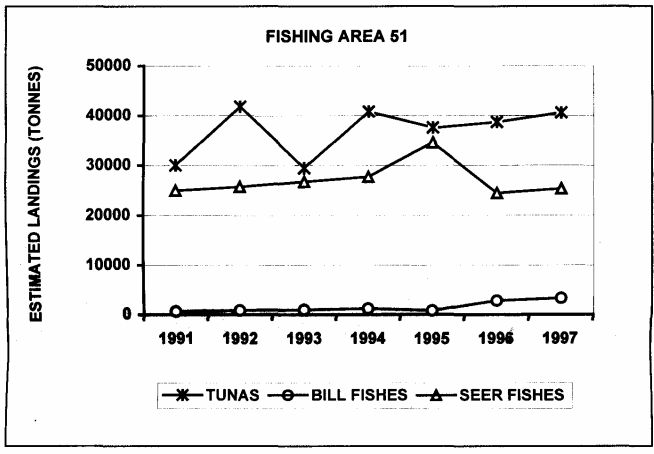 FISHING AREA 51
ESTIMATED LANDINGS (TONNES)
50000
40000
30000
20000
10000
0
1991 1992 1993 1994 1995 1996 1997
TUNAS BILL FISHES SEER FISHES